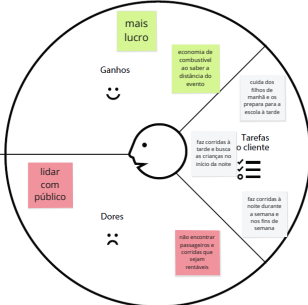 mais
lucro
economia de
combustível
ao saber a
distância do
evento
Ganhos
cuida dos
filhos de
manhã e os
prepara para a
escola à tarde
faz corridas à
tarde e busca
as crianças no
início da noite
Tarefas
o cliente
lidar
com
público
faz corridas à
noite durante
a semana e
nos fins de
semana
Dores
não encontrar
passageiros e
corridas que
sejam
rentáveis